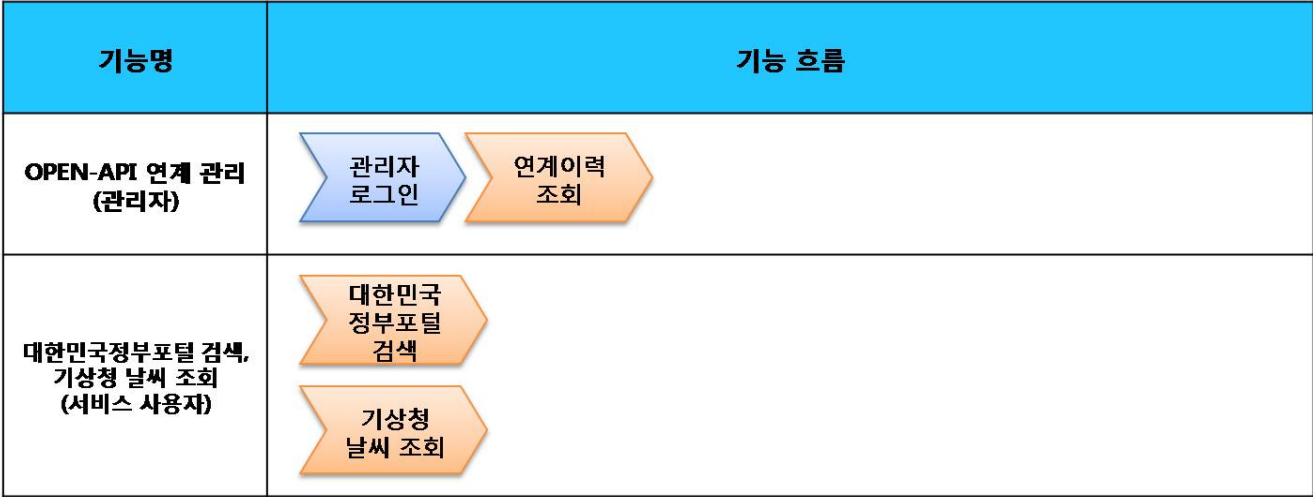 기능명
기능 흐름
OPEN-API 연계 관리
(관리자)
관리자
로그인
연계이력
조회
대한민국정부포털 검색,
기상청 날씨 조회
(서비스 사용자)
대한민국
정부포털
검색
기상청
날씨 조회